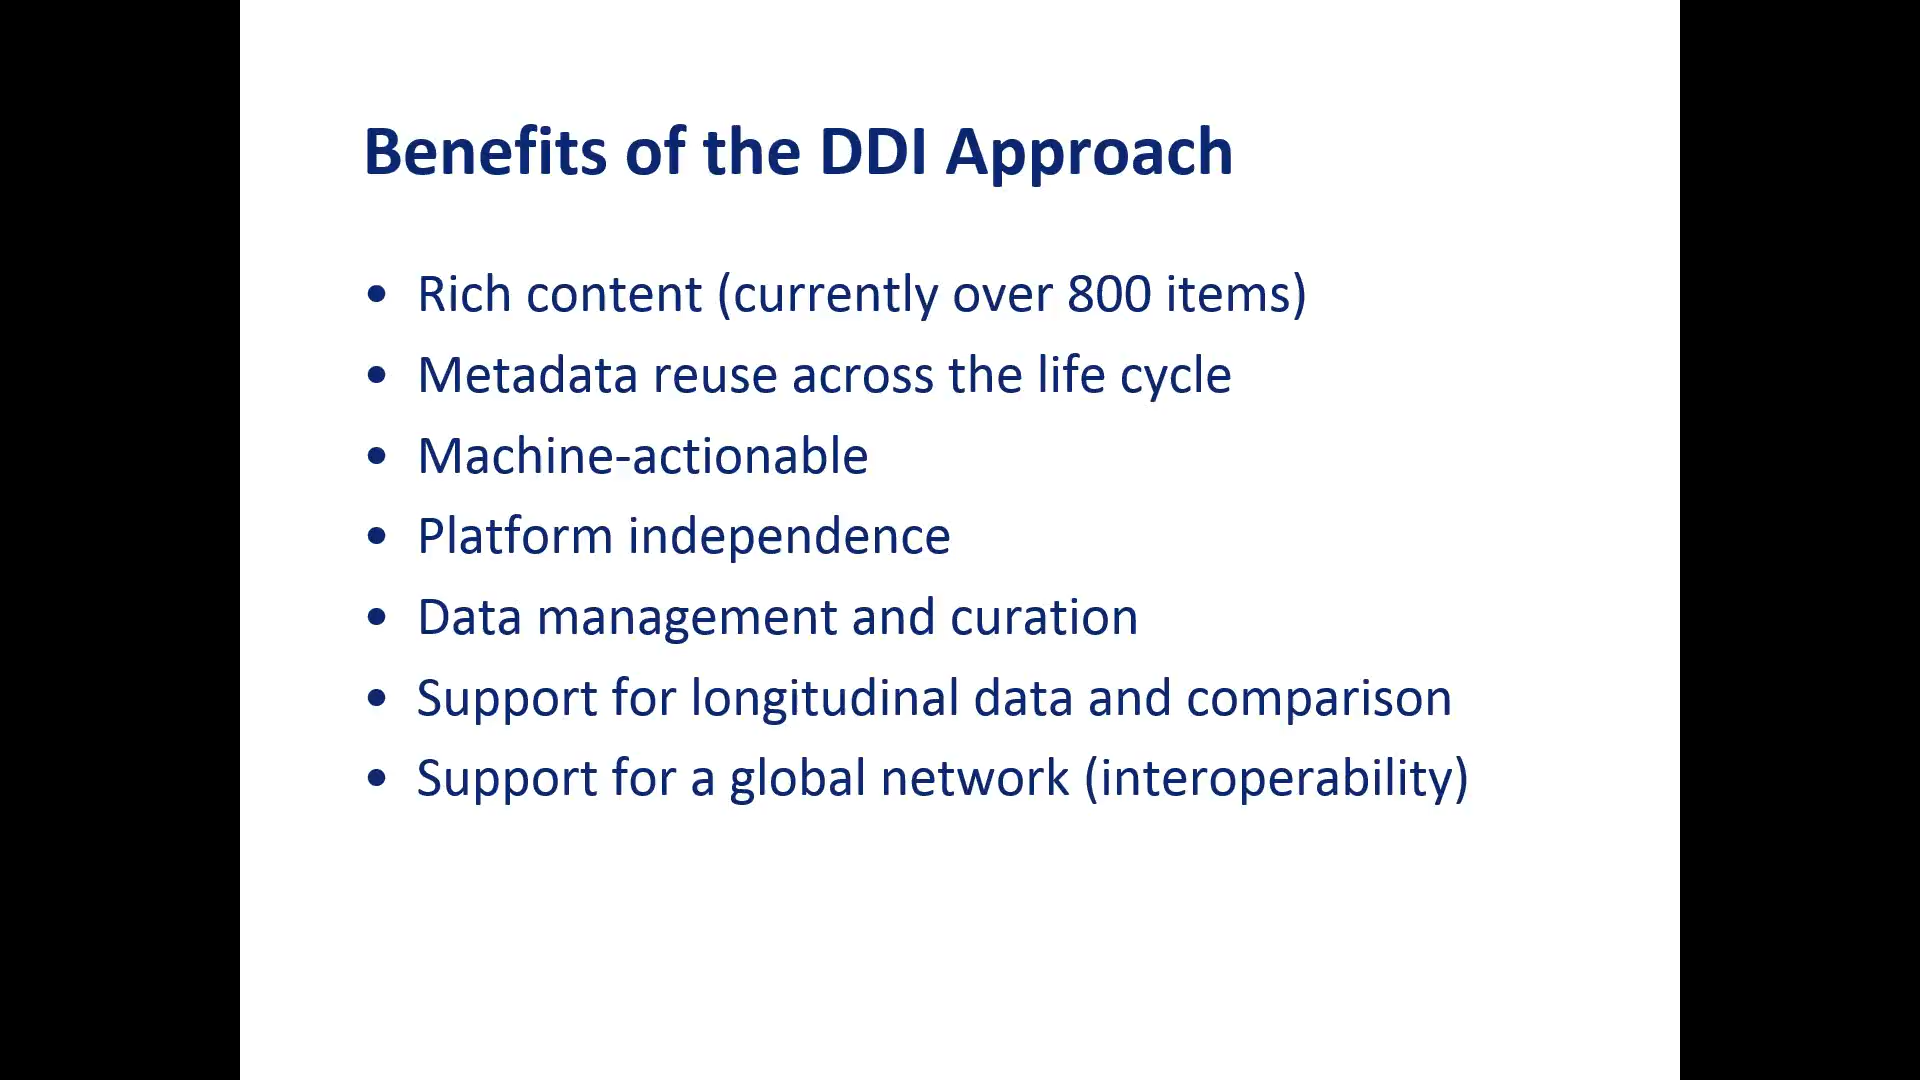 Benefits of the DDI Approach
• Rich content (currently over 800 items)
• Metadata reuse across the life cycle
• Machine-actionable
• Platform independence
• Data management and curation
• Support for longitudinal data and comparison
• Support for a global network (interoperability)